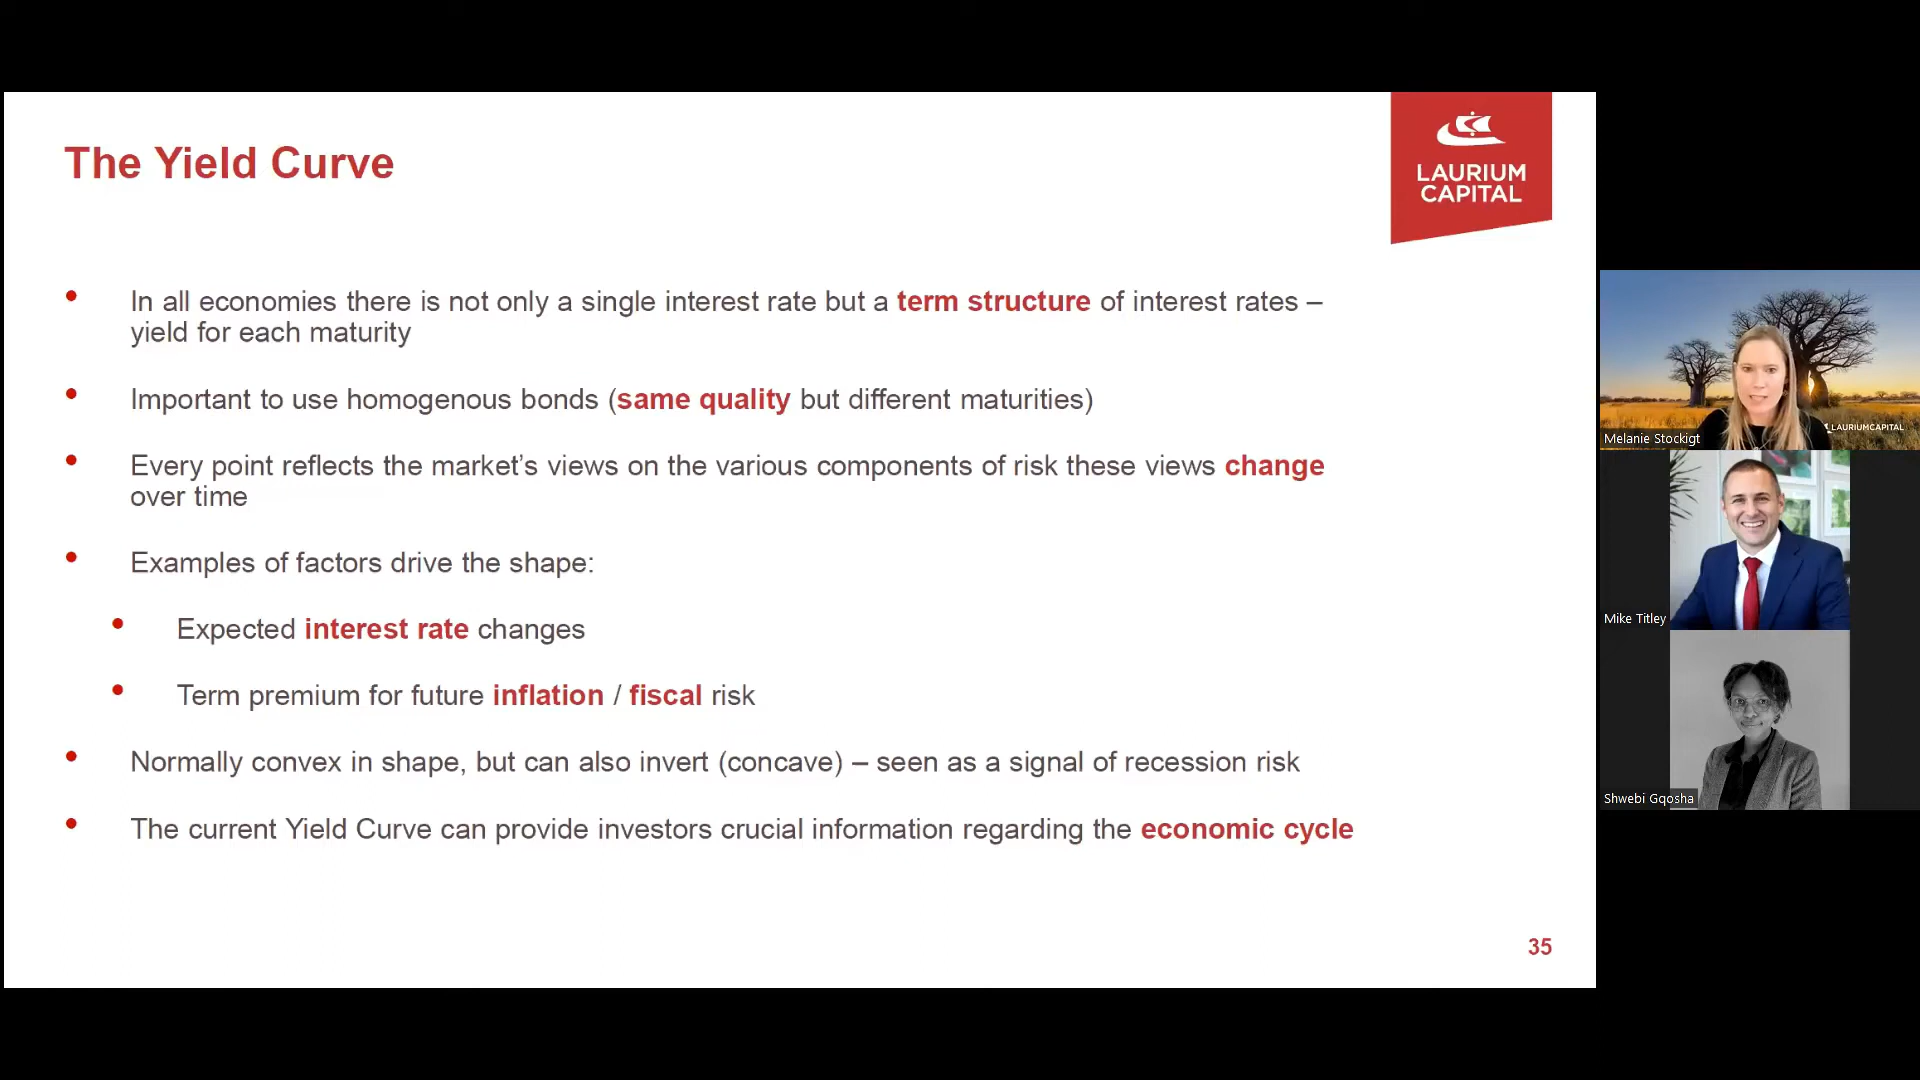 The Yield Curve
LAURIUM
CAPITAL
• In all economies there is not only a single interest rate but a term structure of interest rates –
yield for each maturity
• Important to use homogenous bonds (same quality but different maturities)
• Every point reflects the market’s views on the various components of risk these views change
over time
• Examples of factors drive the shape:
• Expected interest rate changes
• Term premium for future inflation / fiscal risk
• Normally convex in shape, but can also invert (concave) – seen as a signal of recession risk
• The current Yield Curve can provide investors crucial information regarding the economic cycle
35
LAURIUMCAPITAL
Melanie Stockigt
Mike Titley
Shwebi Gqosha